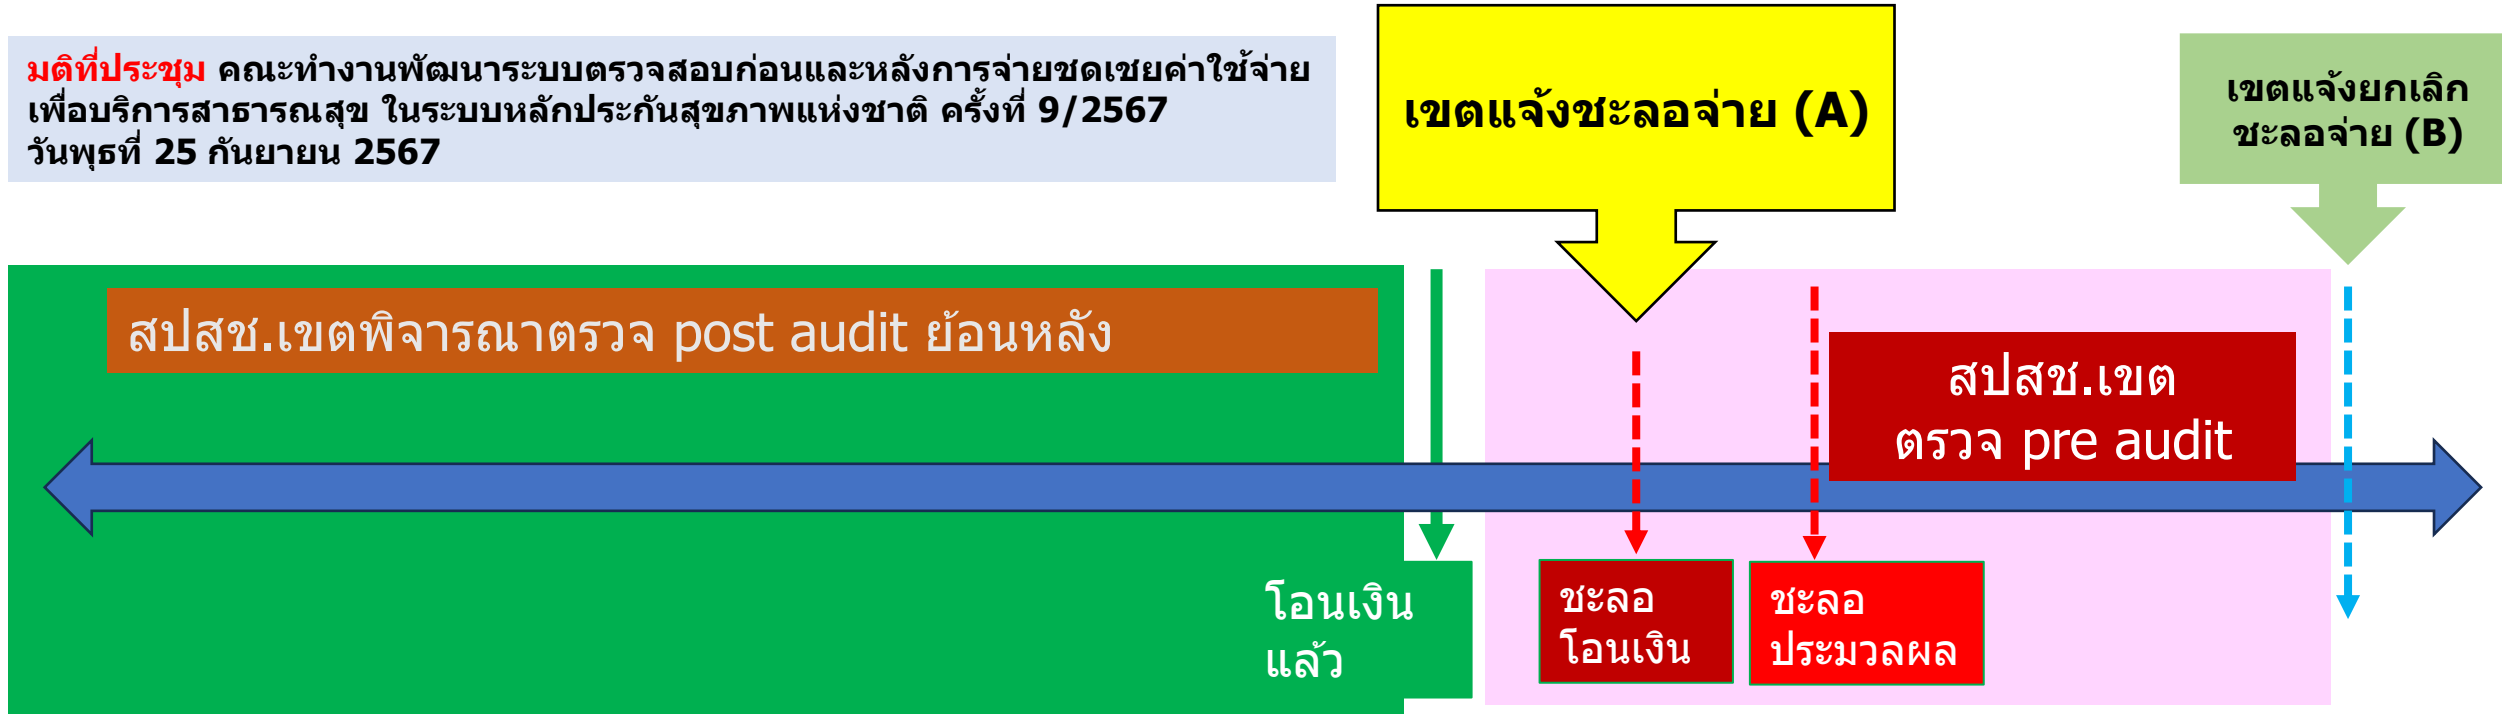 มติที่ประชุม คณะทำงานพัฒนาระบบตรวจสอบก่อนและหลังการจ่ายชดเชยค่าใช้จ่าย
เพื่อบริการสาธารณสุข ในระบบหลักประกันสุขภาพแห่งชาติ ครั้งที่ 9/2567
วันพุธที่ 25 กันยายน 2567
เขตแจ้งชะลอจ่าย (A)
เขตแจ้งยกเลิก
ชะลอจ่าย (B)
สปสช.เขตพิจารณาตรวจ post audit ย้อนหลัง
สปสช.เขต
ตรวจ pre audit
โอนเงิน
แล้ว
ชะลอ
โอนเงิน
ชะลอ
ประมวลผล